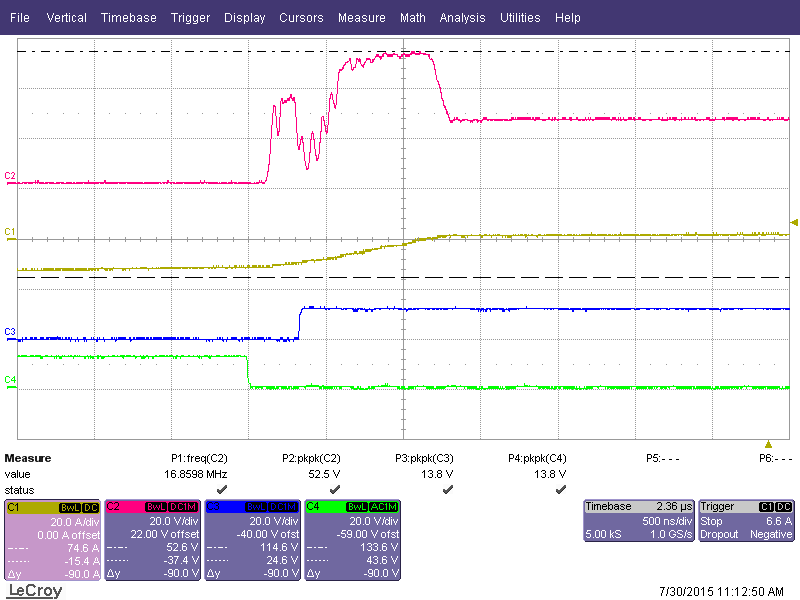 File Vertical Timebase Trigger Display Cursors Measure Math Analysis Utilities Help
C2
C1
C3
C4
Measure P1:freq(C2) P2:pkpk(C2) P3:pkpk(C3) P4:pkpk(C4) P5:- - - P6:- - -
value 16.8598 MHz 52.5 V 13.8 V 13.8 V
status
C1 BwL DC
20.0 A/div
0.00 A offset
74.6 A
-15.4 A
Δy -90.0 A
C2 BwL DC1M
20.0 V/div
22.00 V offset
52.6 V
-37.4 V
Δy -90.0 V
C3 BwL DC1M
20.0 V/div
-40.00 V ofst
114.6 V
24.6 V
Δy -90.0 V
C4 BwL AC1M
20.0 V/div
-59.00 V ofst
133.6 V
43.6 V
Δy -90.0 V
Timebase 2.36 µs
500 ns/div
5.00 kS 1.0 GS/s
Trigger C1 DC
Stop 6.6 A
Dropout Negative
LeCroy
7/30/2015 11:12:50 AM